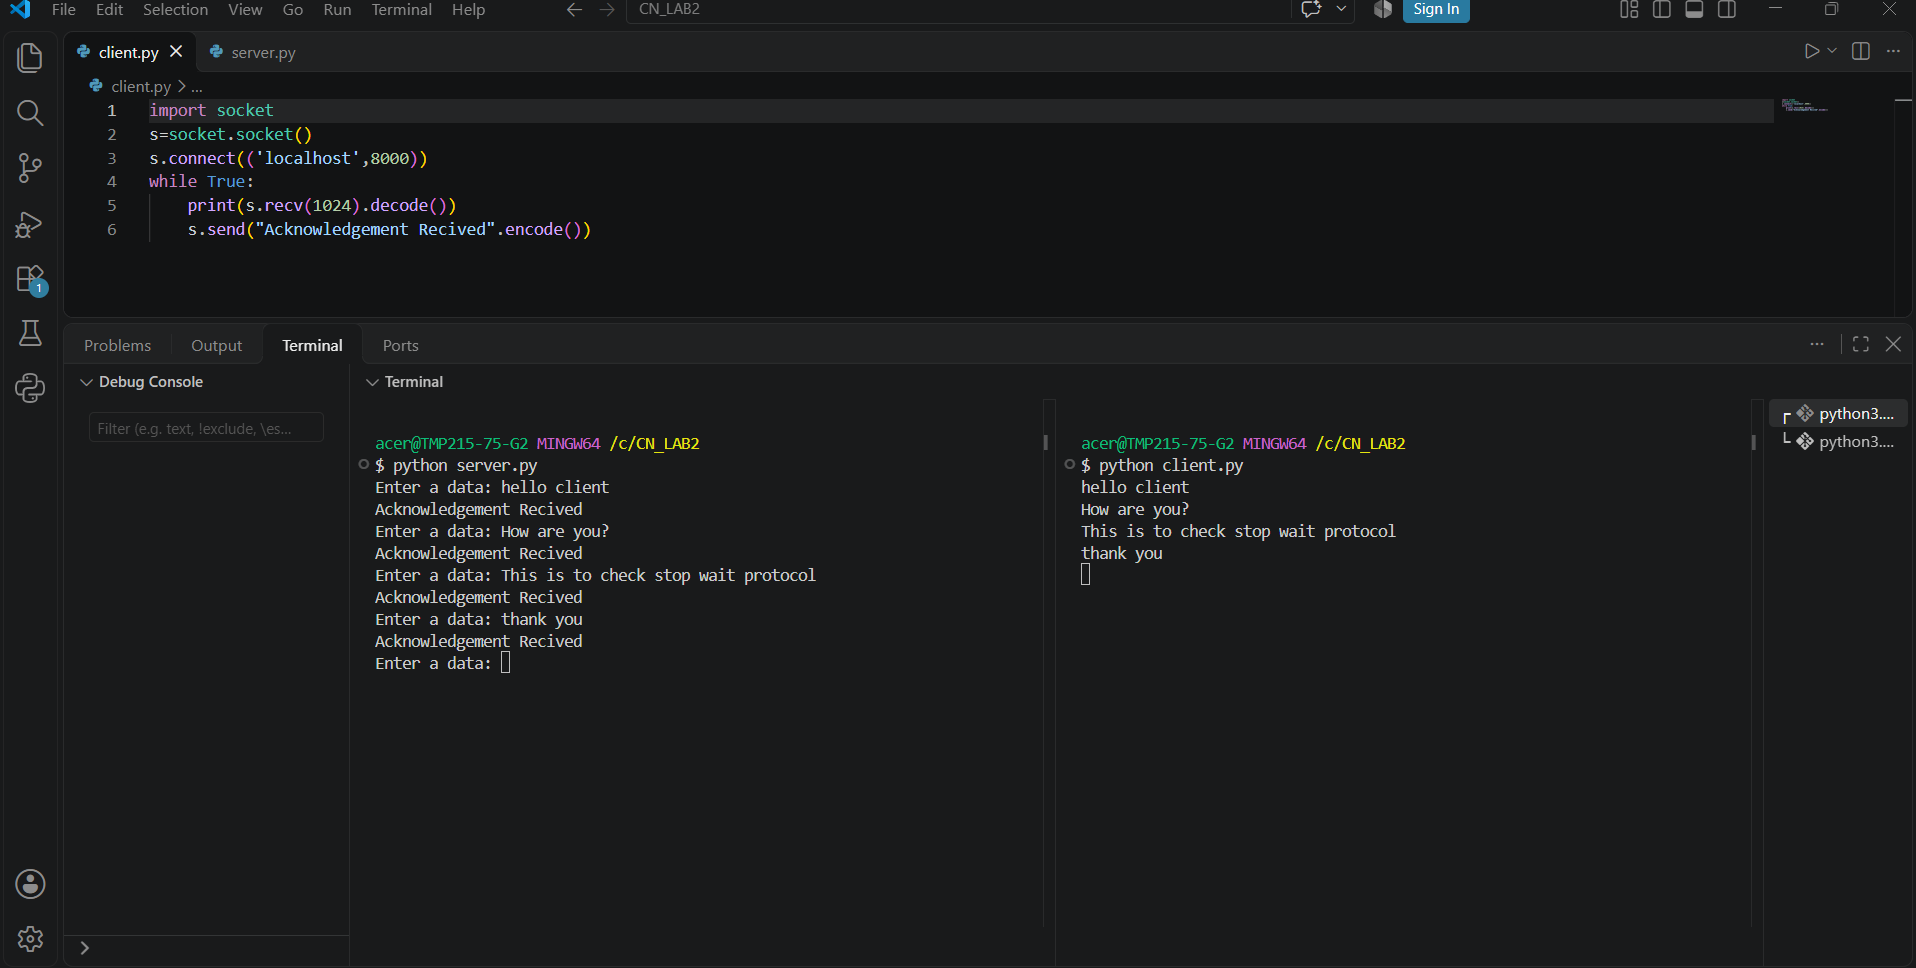 File Edit Selection View Go Run Terminal Help CN_LAB2 Sign In
client.py server.py
client.py > ...
1 import socket
2 s=socket.socket()
3 s.connect(('localhost',8000))
4 while True:
5 print(s.recv(1024).decode())
6 s.send("Acknowledgement Recived".encode())
1
Problems Output Terminal Ports
Debug Console
Filter (e.g. text, !exclude, \es...
Terminal
acer@TMP215-75-G2 MINGW64 /c/CN_LAB2
$ python server.py
Enter a data: hello client
Acknowledgement Recived
Enter a data: How are you?
Acknowledgement Recived
Enter a data: This is to check stop wait protocol
Acknowledgement Recived
Enter a data: thank you
Acknowledgement Recived
Enter a data:
acer@TMP215-75-G2 MINGW64 /c/CN_LAB2
$ python client.py
hello client
How are you?
This is to check stop wait protocol
thank you
python3....
python3....